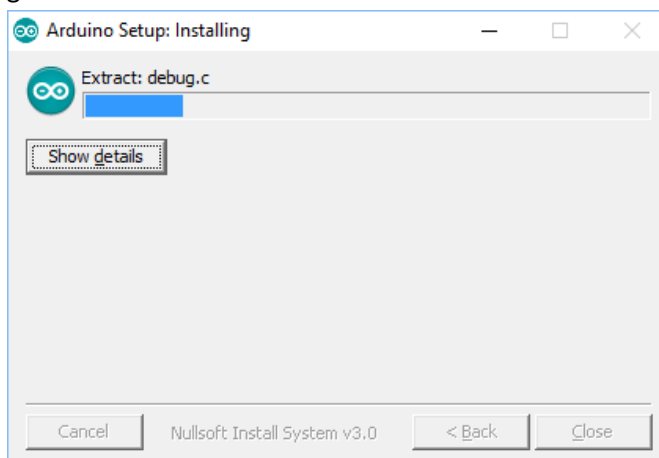 Arduino Setup: Installing
Extract: debug.c
Show details
Cancel
Nullsoft Install System v3.0
< Back
Close